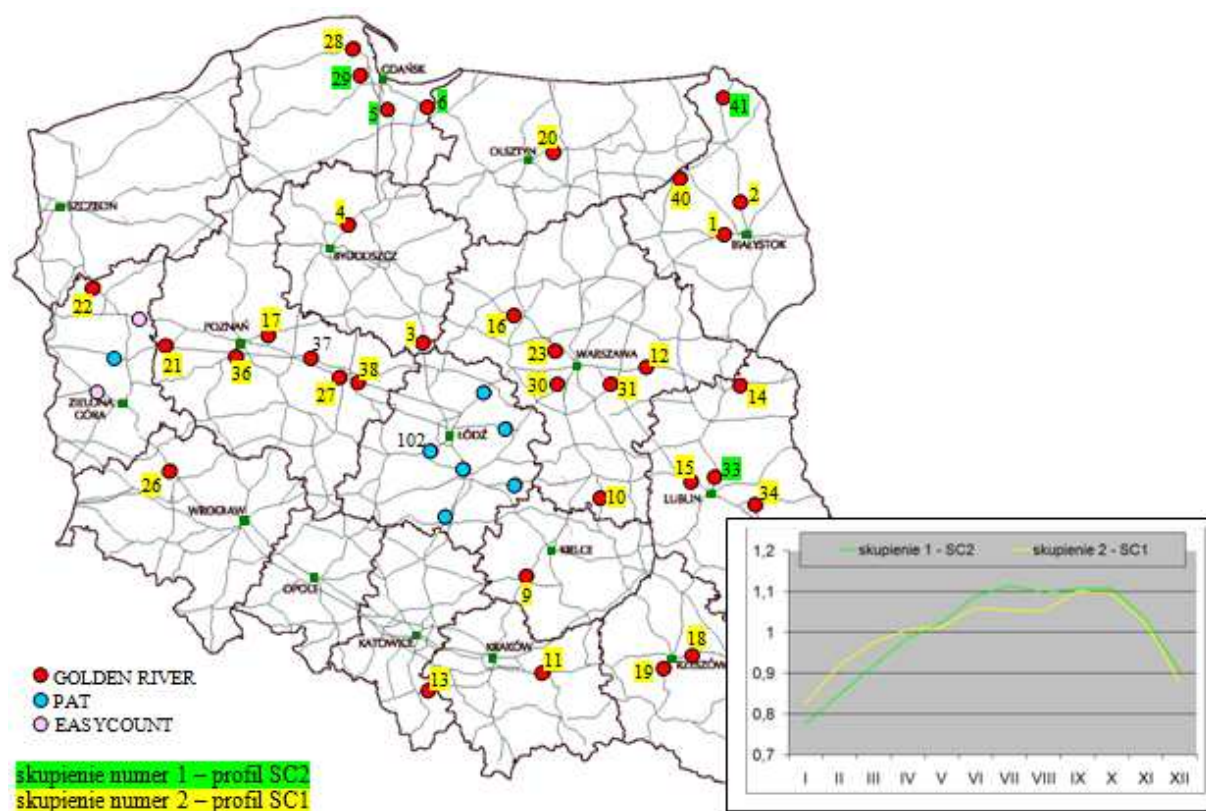 28
29
GDAŃSK
5
6
41
20
OLSZTYN
40
2
1
BIAŁYSTOK
SZCZECIN
4
BYDGOSZCZ
22
POZNAŃ
17
37
3
16
21
36
27
38
23
WARSZAWA
12
30
31
14
ZIELONA
GÓRA
102
ŁÓDŹ
26
WROCŁAW
15
33
LUBLIN
34
10
KIELCE
9
OPOLE
KATOWICE
KRAKÓW
11
13
18
19
GOLDEN RIVER
PAT
EASYCOUNT
skupienie numer 1 – profil SC2
skupienie numer 2 – profil SC1
skupienie 1 - SC2 skupienie 2 - SC1
1,2
1,1
1
0,9
0,8
0,7
I II III IV V VI VII VIII IX X XI XII